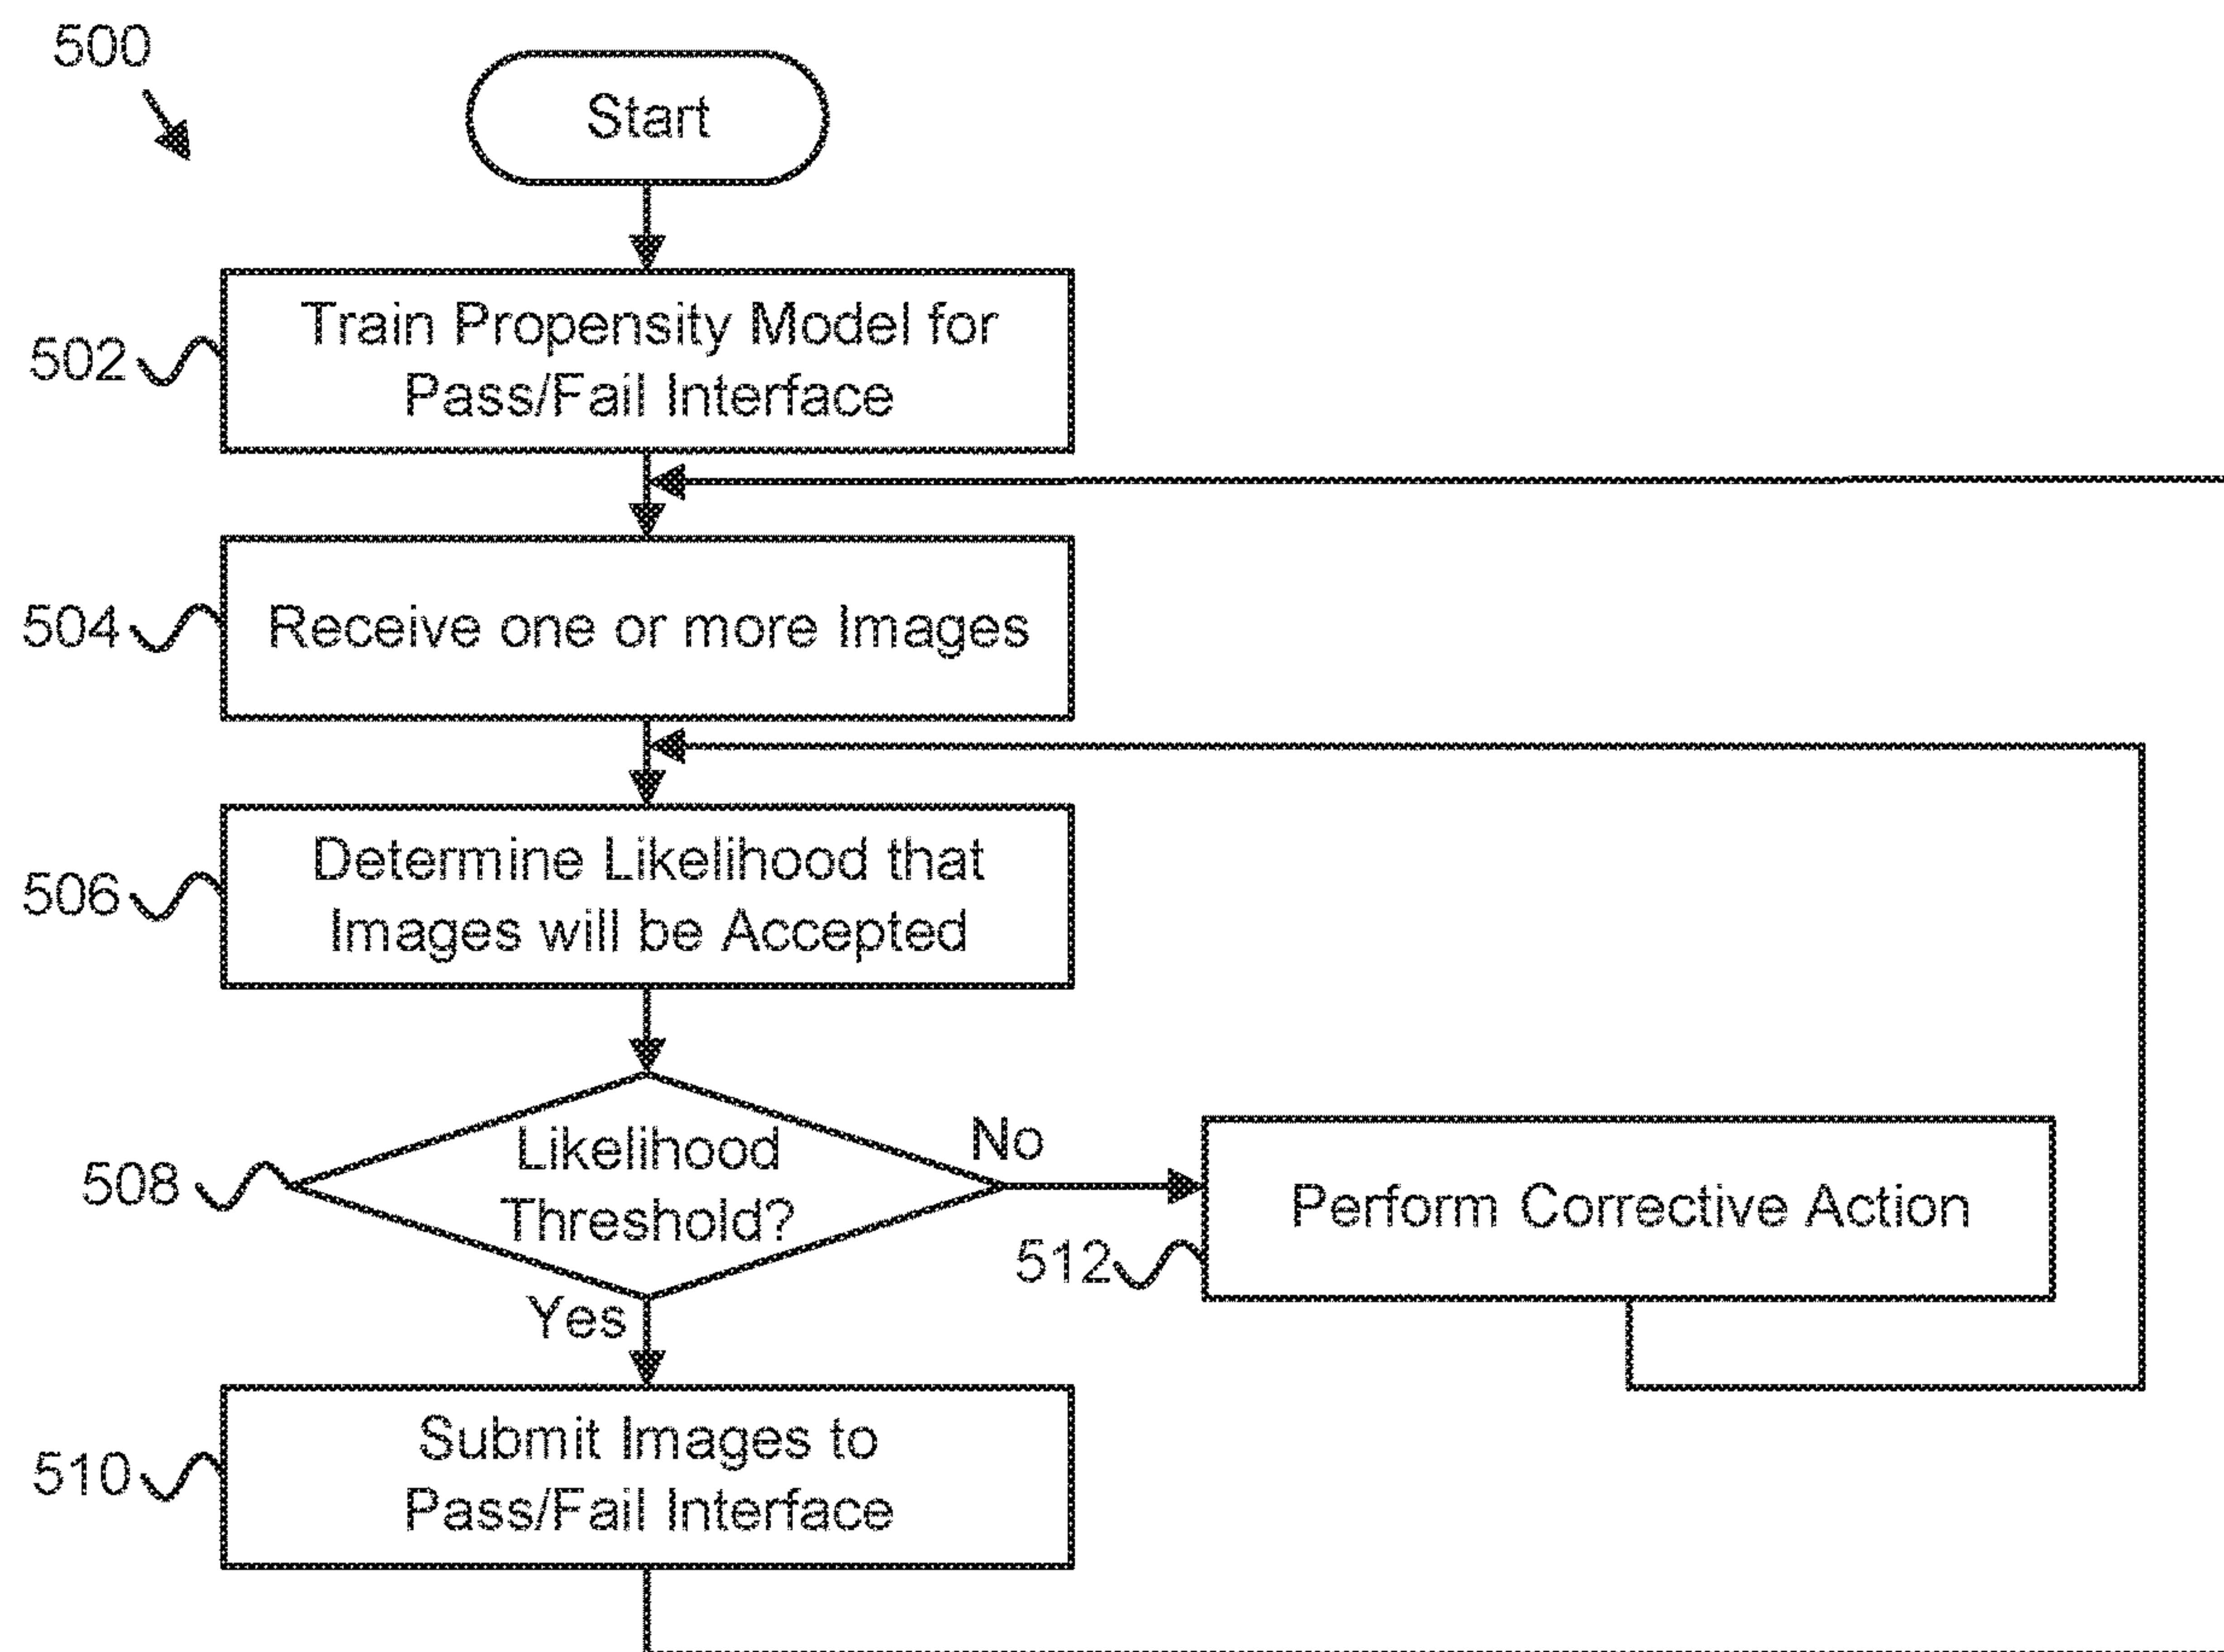 500
Start
502
Train Propensity Model for
Pass/Fail Interface
504
Receive one or more Images
506
Determine Likelihood that
Images will be Accepted
508
Likelihood
Threshold?
No
Perform Corrective Action
512
Yes
510
Submit Images to
Pass/Fail Interface